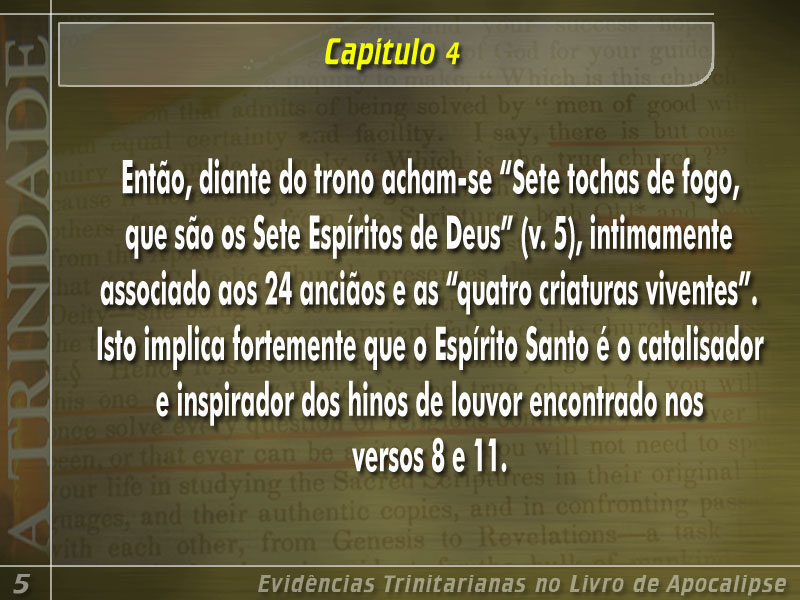 Capítulo 4
Então, diante do trono acham-se “Sete tochas de fogo,
que são os Sete Espíritos de Deus” (v. 5), intimamente
associado aos 24 anciãos e as “quatro criaturas viventes”.
Isto implica fortemente que o Espírito Santo é o catalisador
e inspirador dos hinos de louvor encontrado nos
versos 8 e 11.
A TRINDADE
5
Evidências Trinitarianas no Livro de Apocalipse